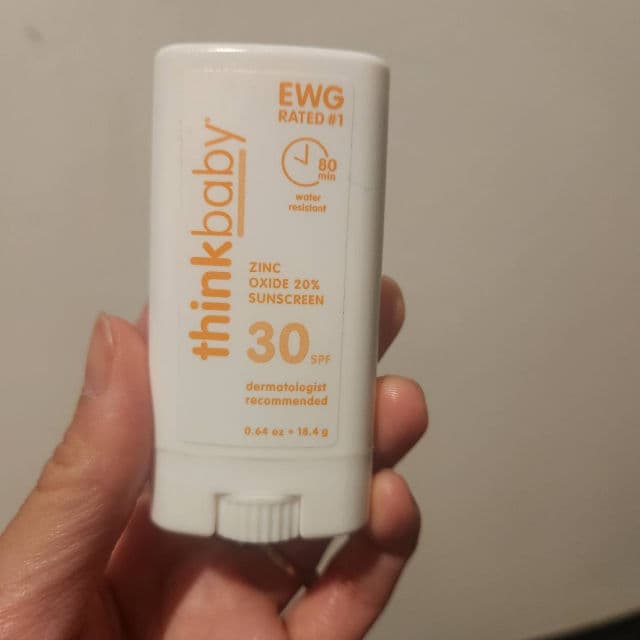 EWG
RATED #1
80
min
water
resistant
thinkbaby
ZINC
OXIDE 20%
SUNSCREEN
30 SPF
dermatologist
recommended
0.64 oz • 18.4 g